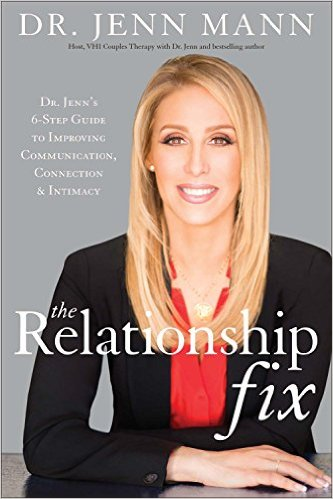 DR. JENN MANN
Host, VH1 Couples Therapy with Dr. Jenn and bestselling author
DR. JENN'S
6-STEP GUIDE
TO IMPROVING
COMMUNICATION,
CONNECTION
& INTIMACY
the
Relationship
fix